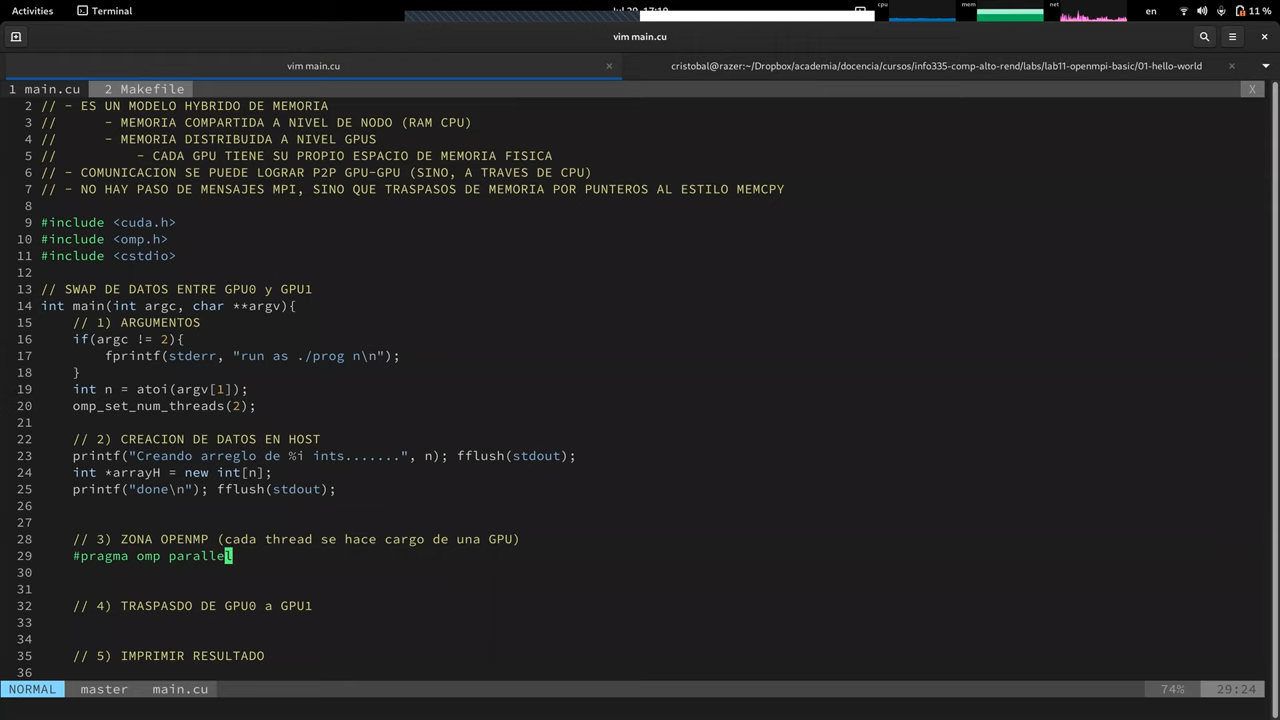 Activities
Terminal
cpu
mem
net
en
11 %
vim main.cu
vim main.cu
cristobal@razer:~/Dropbox/academia/docencia/cursos/info335-comp-alto-rend/labs/lab11-openmpi-basic/01-hello-world
1 main.cu 2 Makefile X
2 // - ES UN MODELO HYBRIDO DE MEMORIA
3 // - MEMORIA COMPARTIDA A NIVEL DE NODO (RAM CPU)
4 // - MEMORIA DISTRIBUIDA A NIVEL GPUS
5 // - CADA GPU TIENE SU PROPIO ESPACIO DE MEMORIA FISICA
6 // - COMUNICACION SE PUEDE LOGRAR P2P GPU-GPU (SINO, A TRAVES DE CPU)
7 // - NO HAY PASO DE MENSAJES MPI, SINO QUE TRASPASOS DE MEMORIA POR PUNTEROS AL ESTILO MEMCPY
8
9 #include <cuda.h>
10 #include <omp.h>
11 #include <cstdio>
12
13 // SWAP DE DATOS ENTRE GPU0 y GPU1
14 int main(int argc, char **argv){
15 // 1) ARGUMENTOS
16 if(argc != 2){
17 fprintf(stderr, "run as ./prog n\n");
18 }
19 int n = atoi(argv[1]);
20 omp_set_num_threads(2);
21
22 // 2) CREACION DE DATOS EN HOST
23 printf("Creando arreglo de %i ints.......", n); fflush(stdout);
24 int *arrayH = new int[n];
25 printf("done\n"); fflush(stdout);
26
27
28 // 3) ZONA OPENMP (cada thread se hace cargo de una GPU)
29 #pragma omp parallel
30
31
32 // 4) TRASPASDO DE GPU0 a GPU1
33
34
35 // 5) IMPRIMIR RESULTADO
36
NORMAL master main.cu 74% 29:24